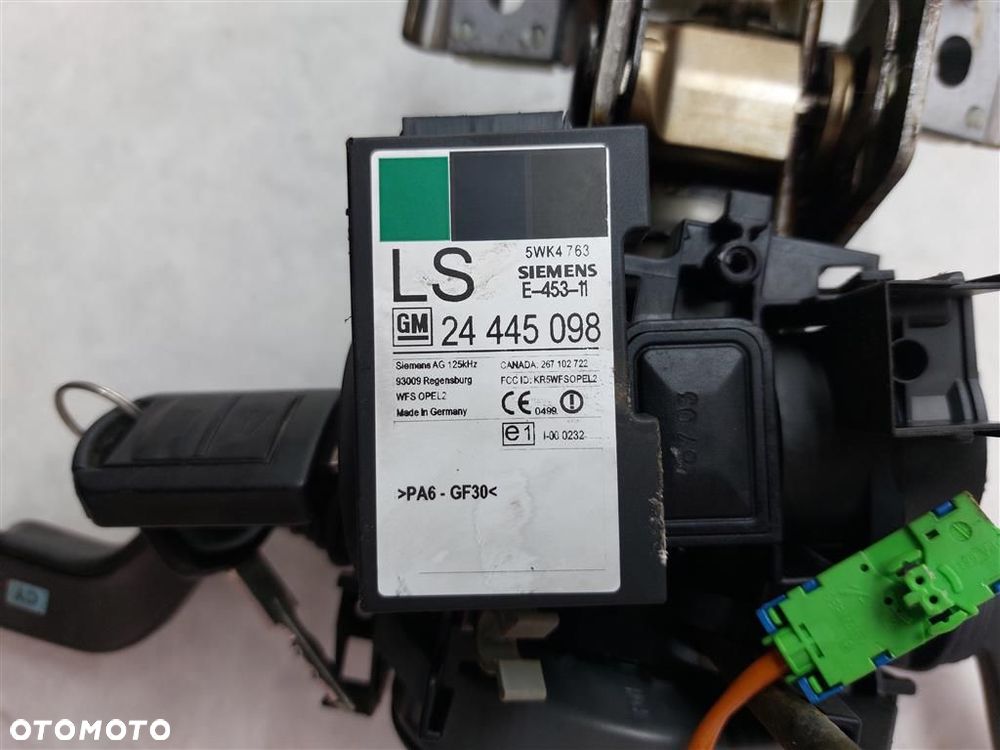 5WK4 763
LS
SIEMENS
E-453-11
GM 24 445 098
Siemens AG 125kHz
93009 Regensburg
WFS OPEL2
Made in Germany
CANADA: 267 102 722
FCC ID: KR5WFSOPEL2
CE 0499
e1 I-00 0232
>PA6 - GF30<
6703
OTOMOTO